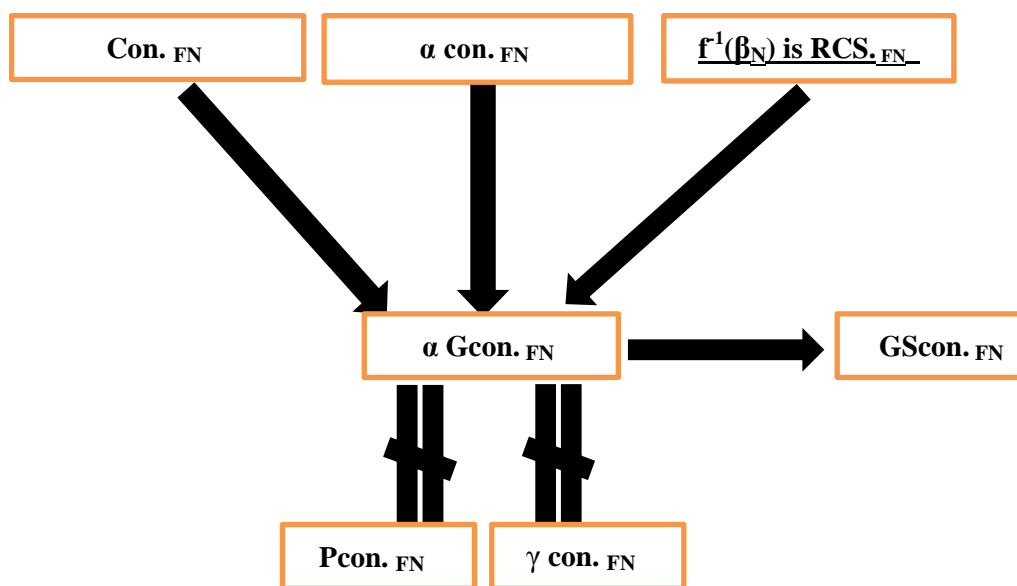 Con. FN
α con. FN
f⁻¹(βN) is RCS. FN
α Gcon. FN
GScon. FN
Pcon. FN
γ con. FN